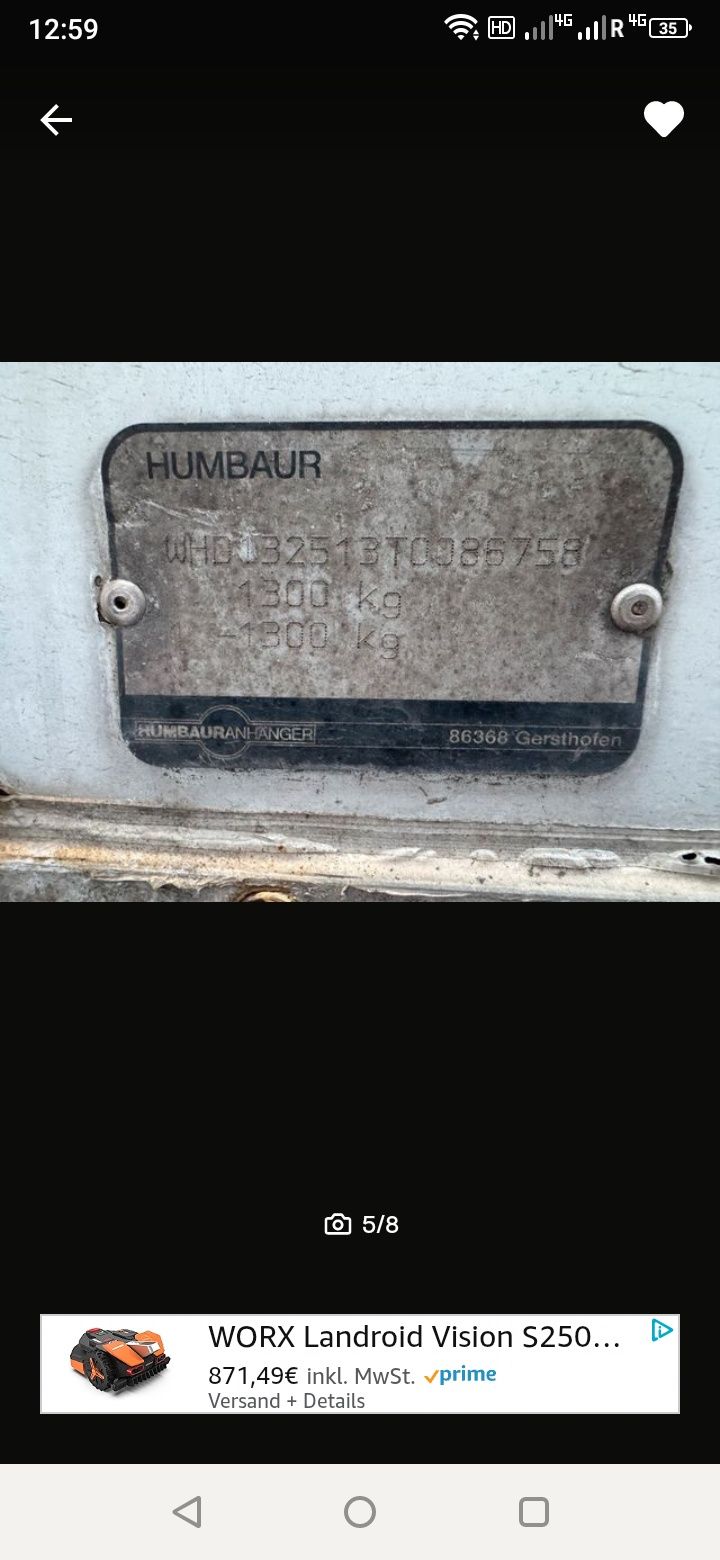 12:59
HD 4G R 4G 35
HUMBAUR
1300 kg
-1300 kg
HUMBAURANHÄNGER
86368 Gersthofen
5/8
WORX Landroid Vision S250...
871,49€ inkl. MwSt. prime
Versand + Details